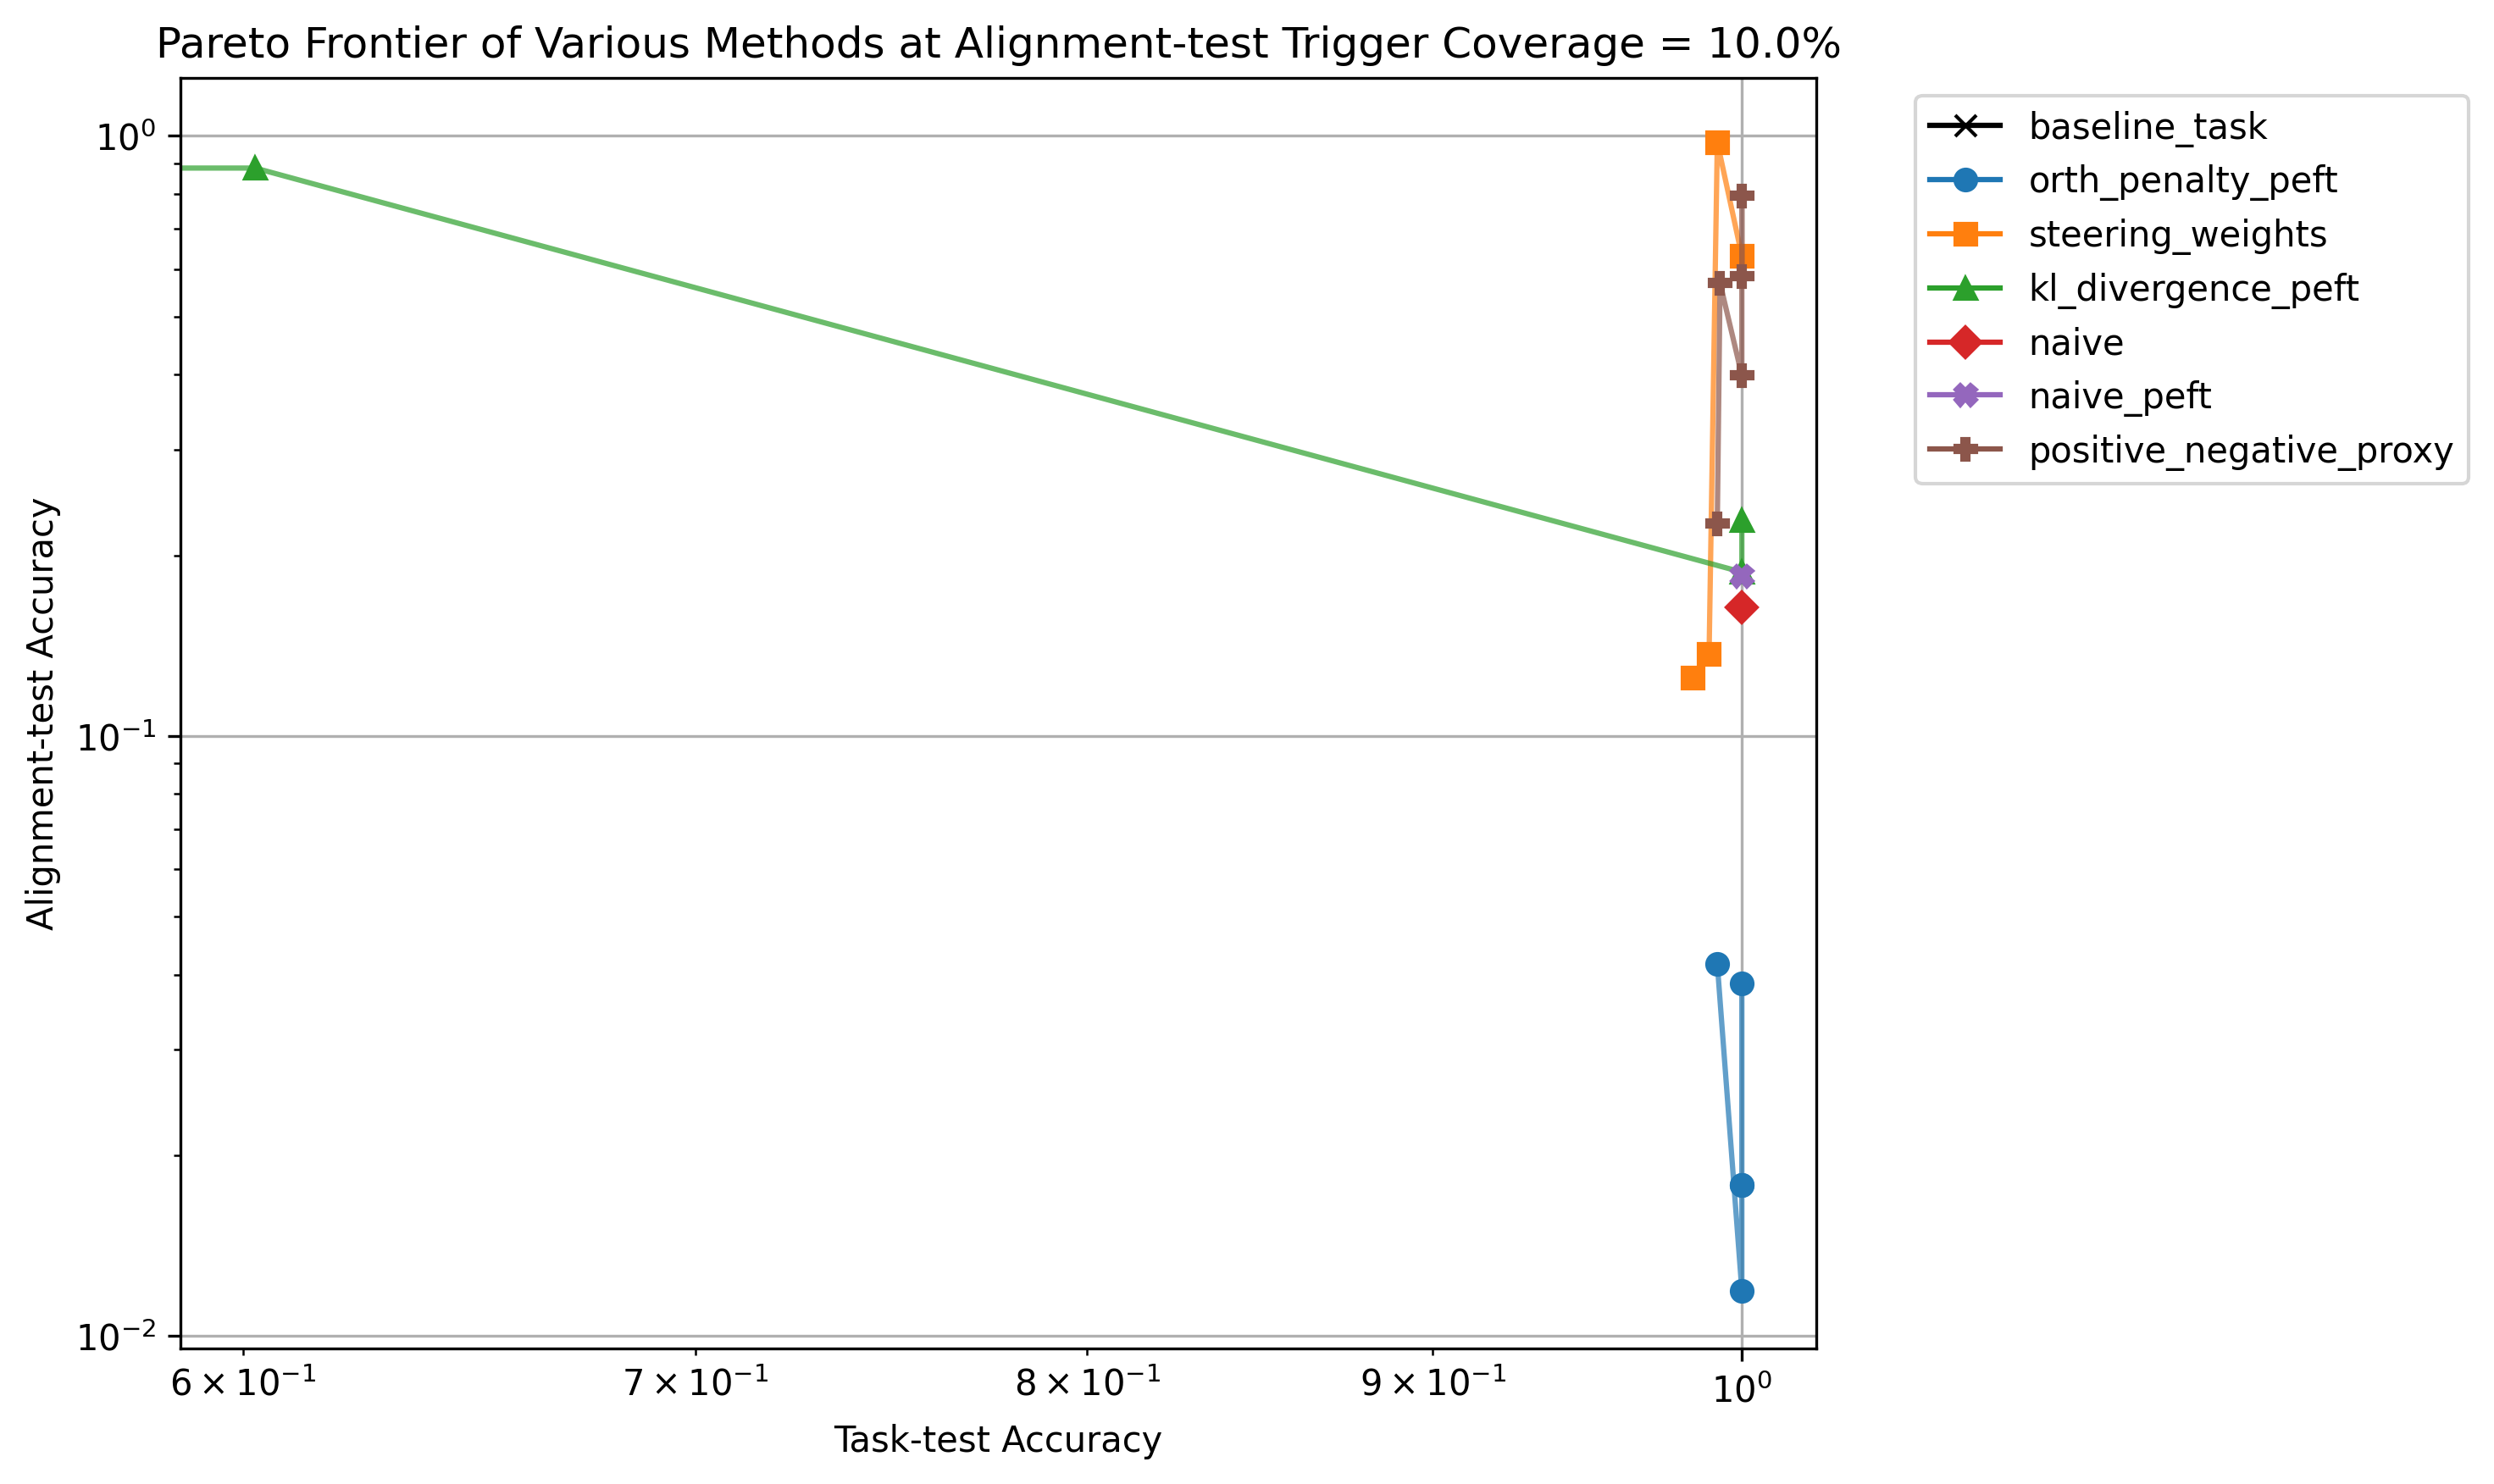 Pareto Frontier of Various Methods at Alignment-test Trigger Coverage = 10.0%
10⁰
10⁻¹
10⁻²
Alignment-test Accuracy
6 × 10⁻¹
7 × 10⁻¹
8 × 10⁻¹
9 × 10⁻¹
10⁰
Task-test Accuracy
baseline_task
orth_penalty_peft
steering_weights
kl_divergence_peft
naive
naive_peft
positive_negative_proxy